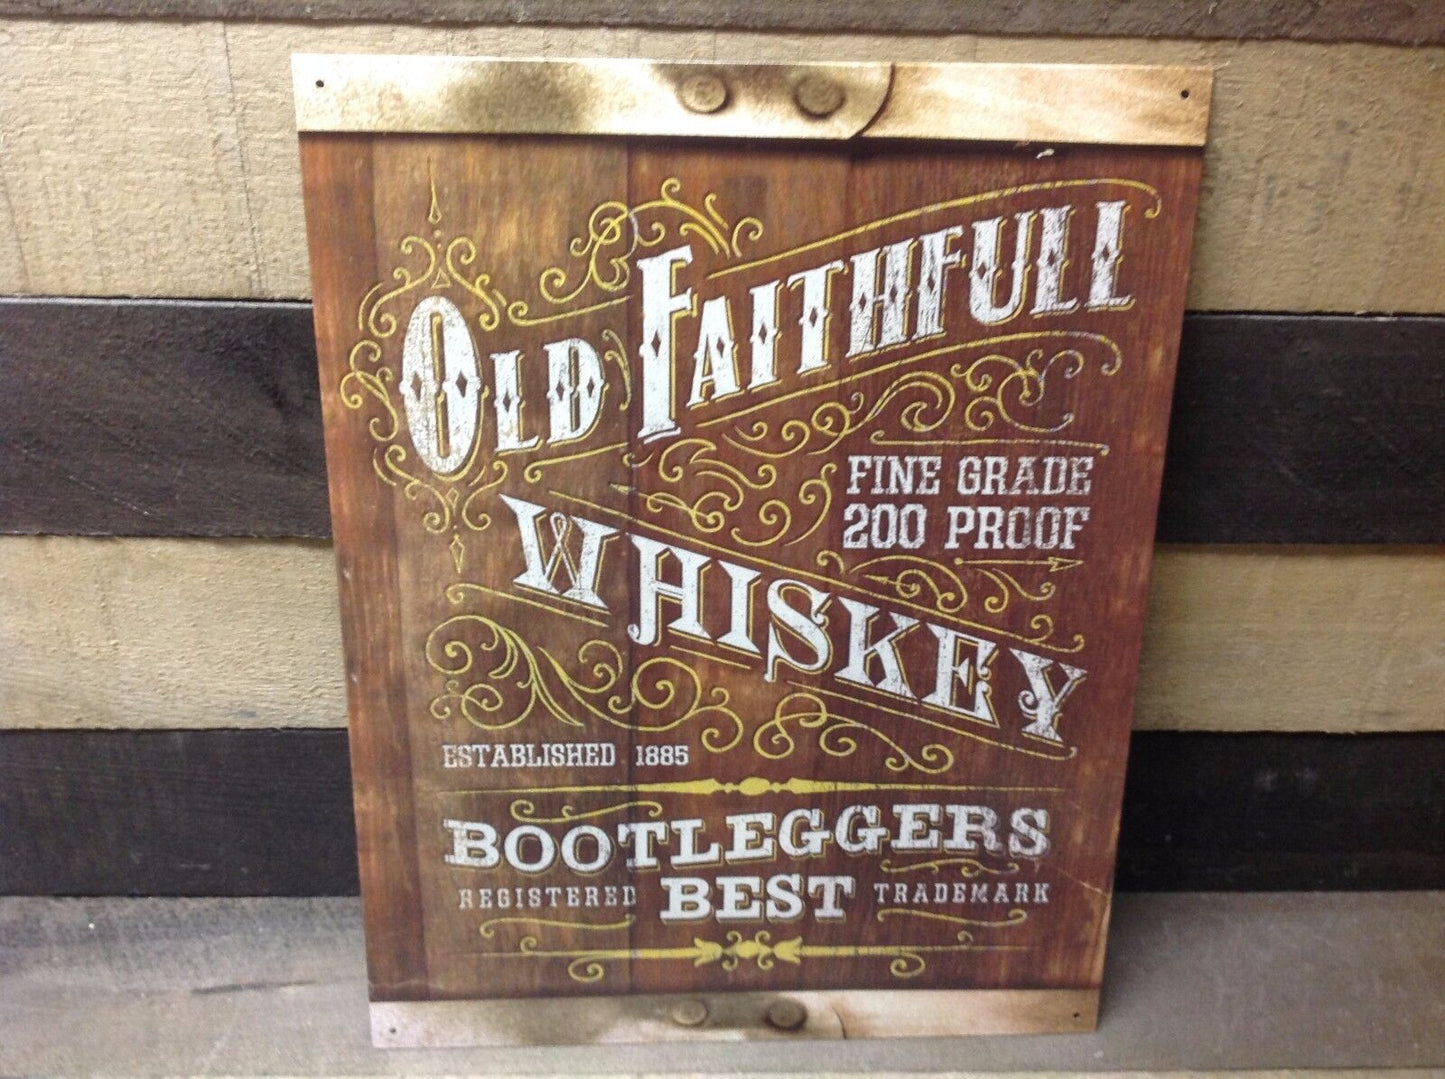 OLD FAITHFULL
FINE GRADE
200 PROOF
WHISKEY
ESTABLISHED 1885
BOOTLEGGERS
REGISTERED BEST TRADEMARK